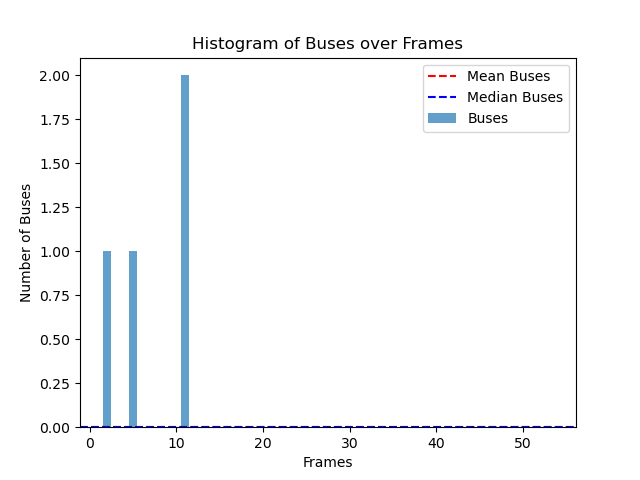 Histogram of Buses over Frames
Mean Buses
Median Buses
Buses
2.00
1.75
1.50
1.25
1.00
0.75
0.50
0.25
0.00
Number of Buses
0 10 20 30 40 50
Frames